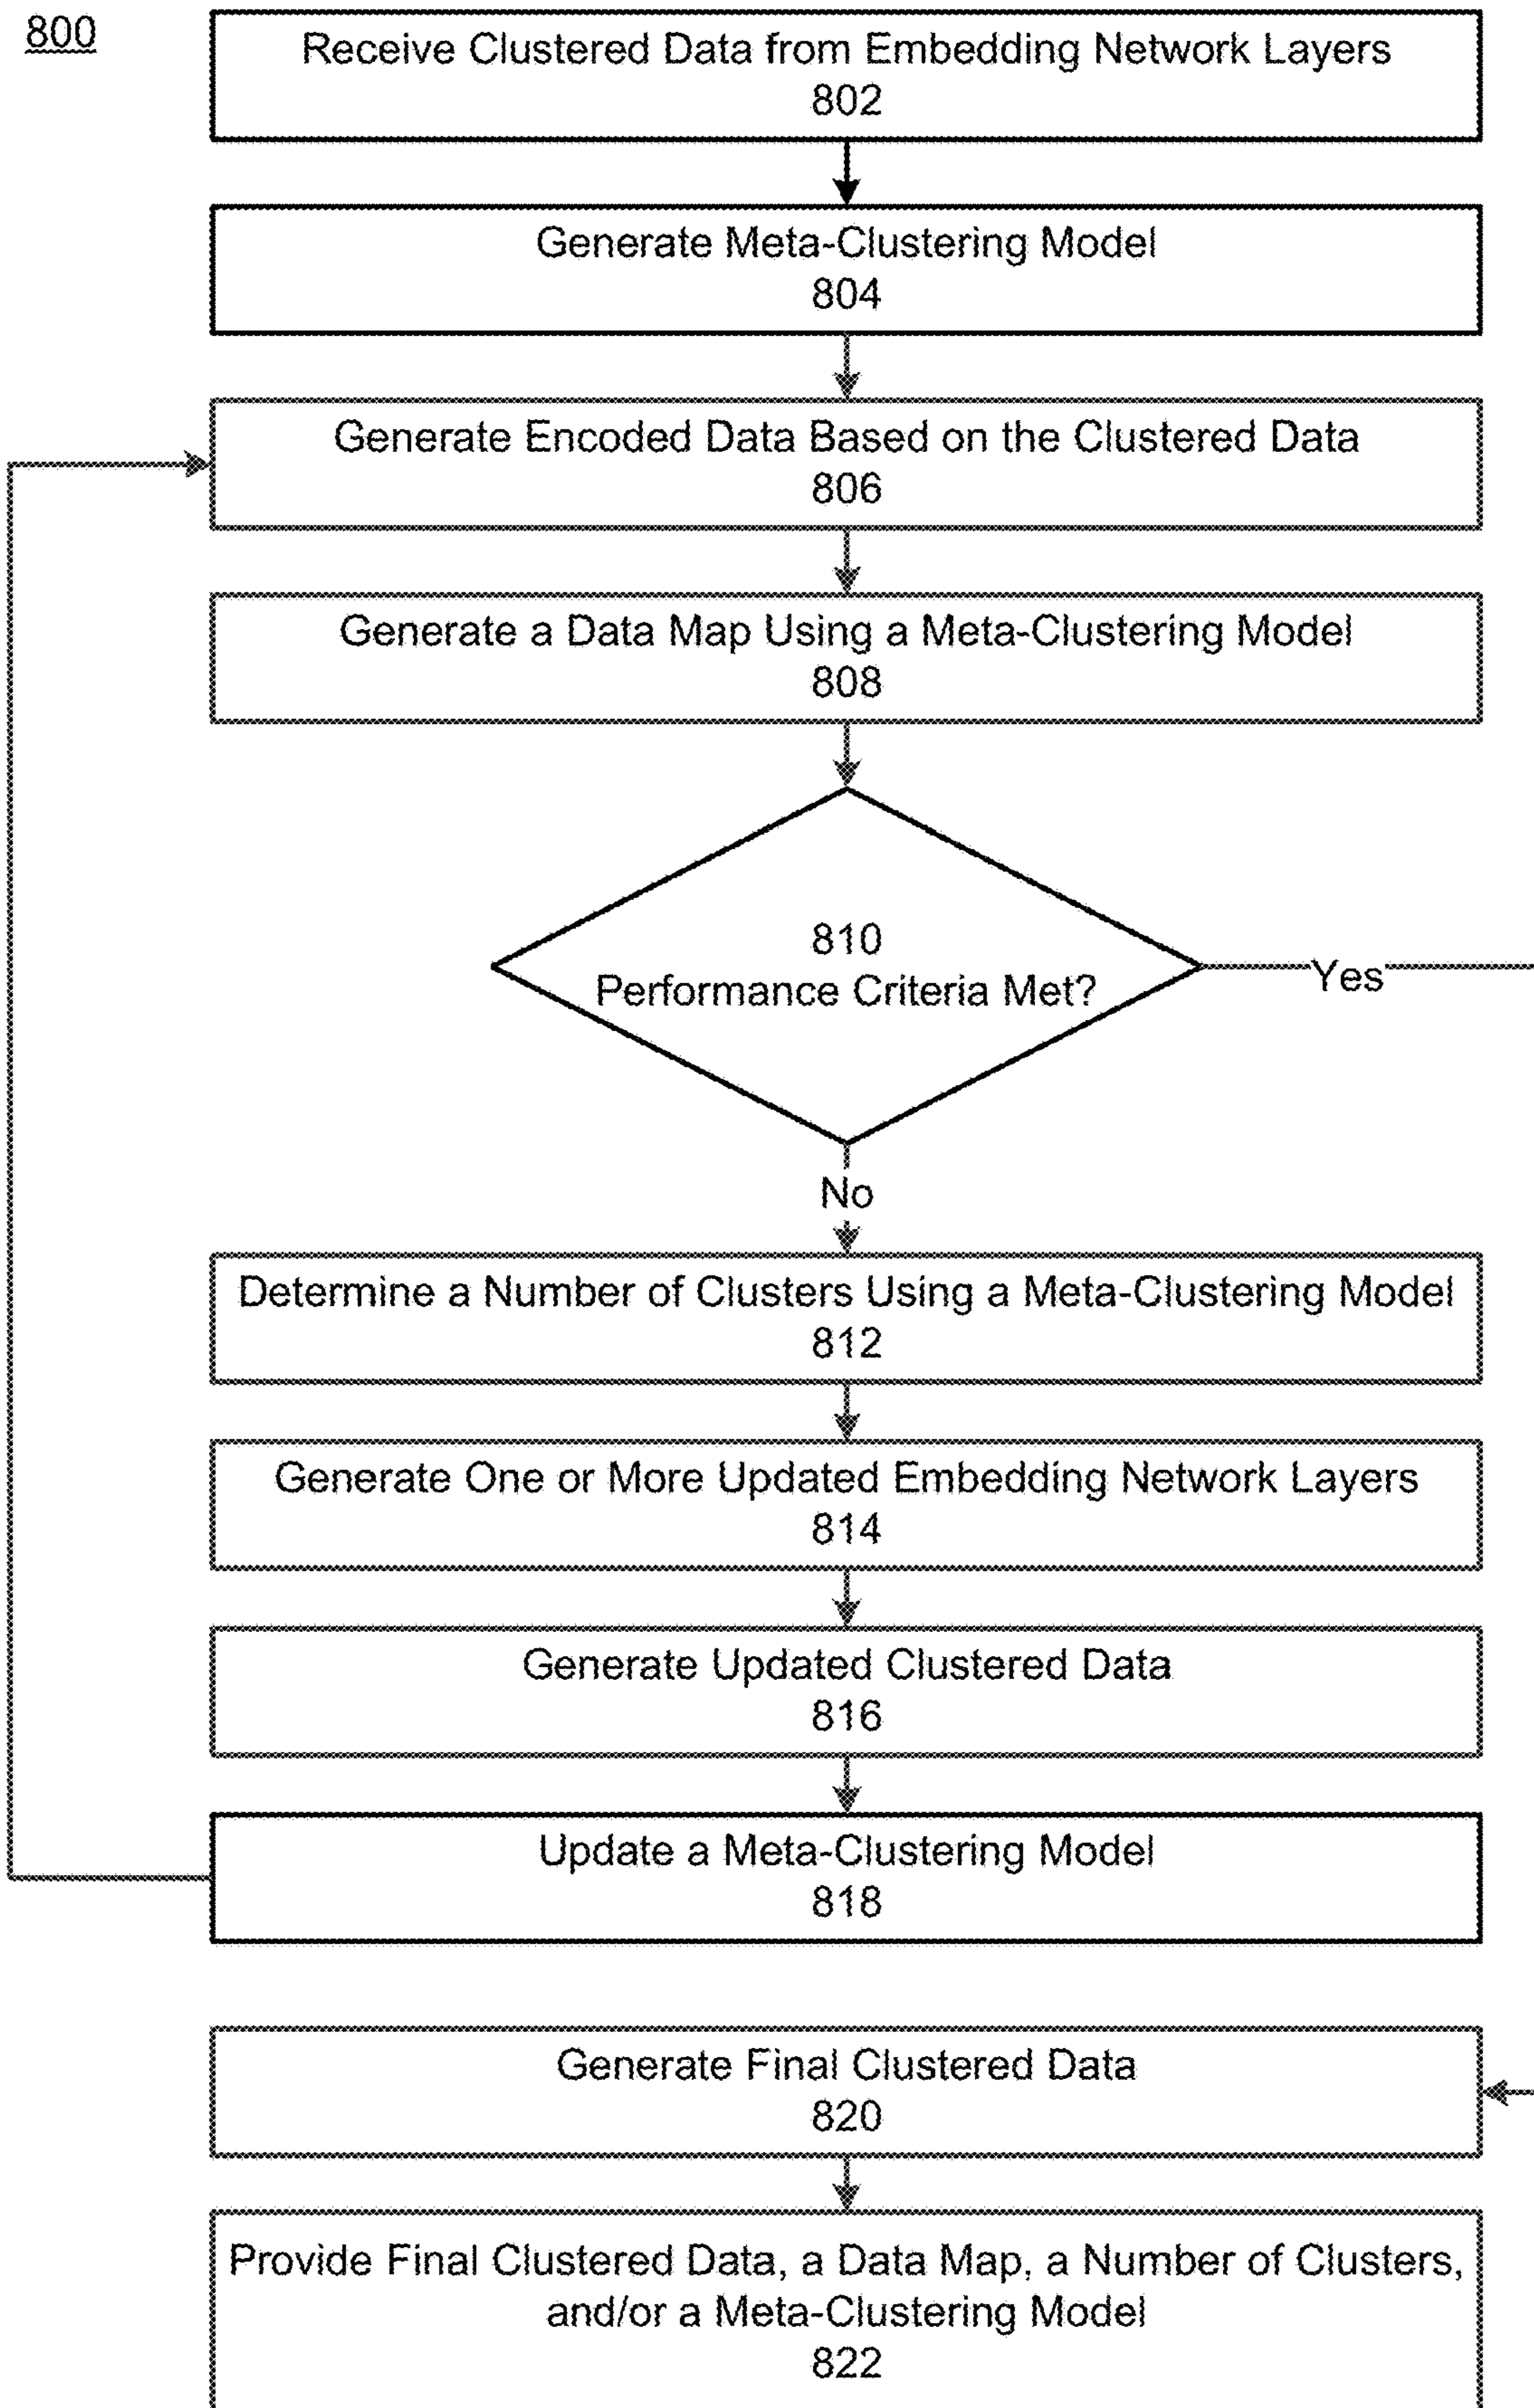 800
Receive Clustered Data from Embedding Network Layers
802
Generate Meta-Clustering Model
804
Generate Encoded Data Based on the Clustered Data
806
Generate a Data Map Using a Meta-Clustering Model
808
810
Performance Criteria Met?
Yes
No
Determine a Number of Clusters Using a Meta-Clustering Model
812
Generate One or More Updated Embedding Network Layers
814
Generate Updated Clustered Data
816
Update a Meta-Clustering Model
818
Generate Final Clustered Data
820
Provide Final Clustered Data, a Data Map, a Number of Clusters,
and/or a Meta-Clustering Model
822